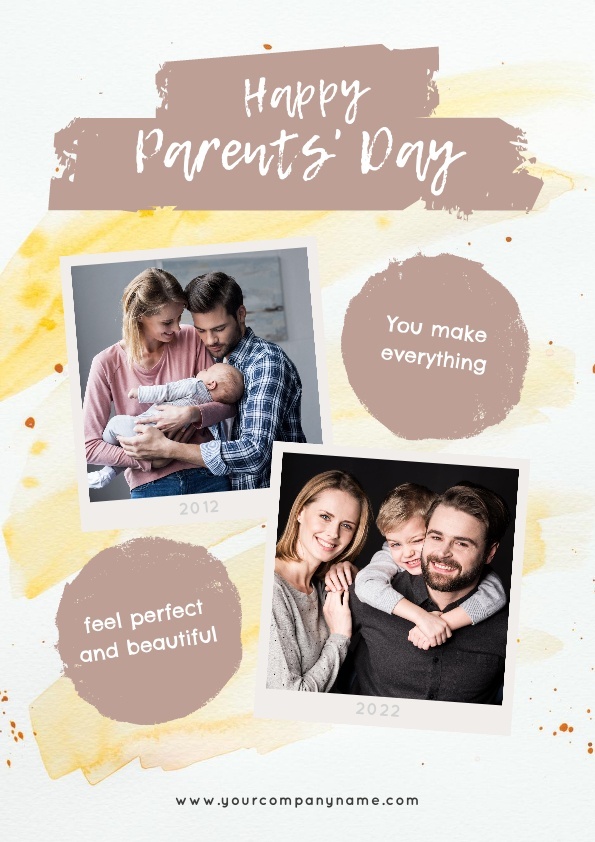 Happy
Parents' Day
You make
everything
2012
feel perfect
and beautiful
2022
www.yourcompanyname.com